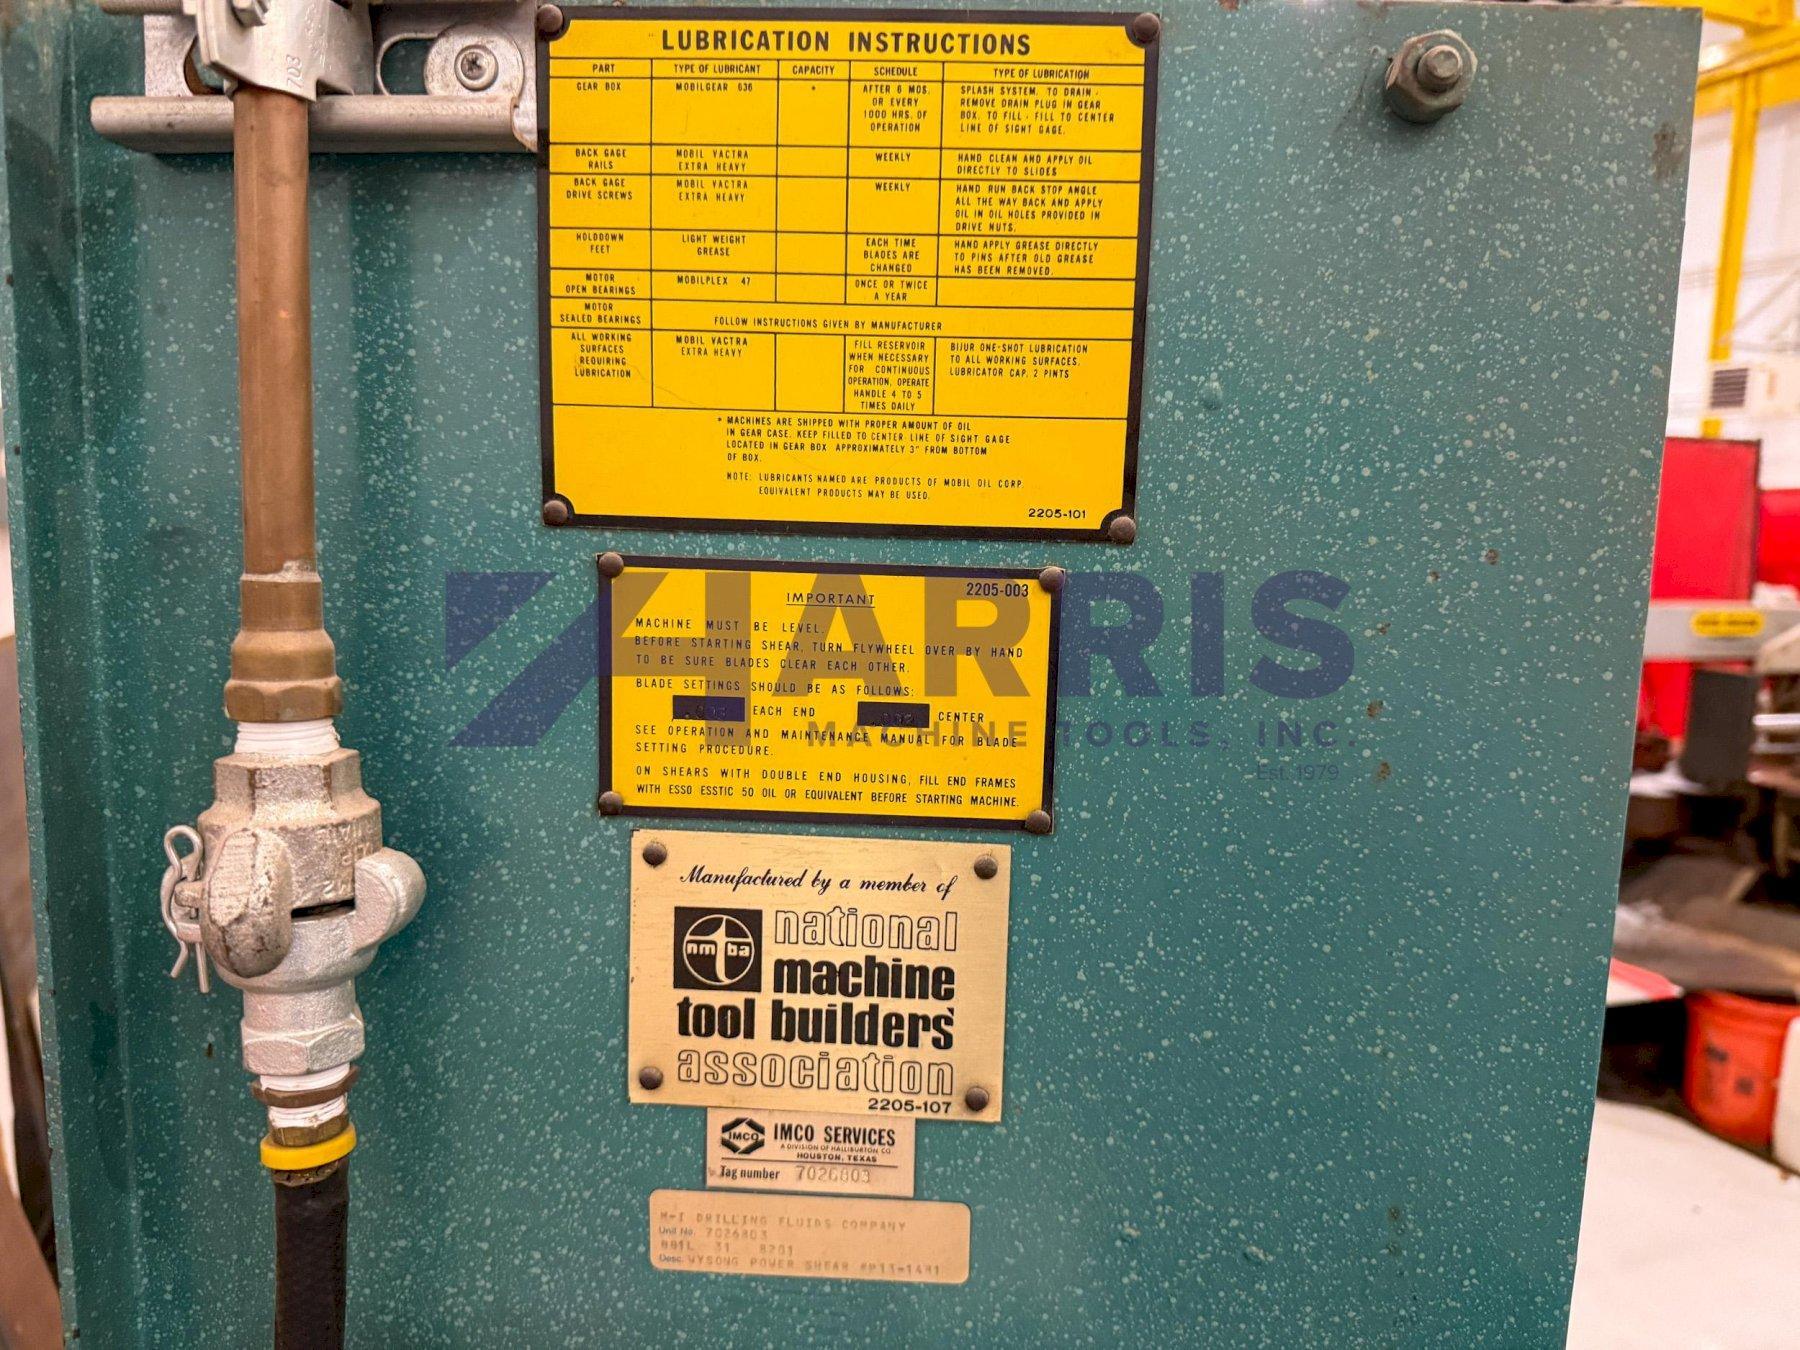 LUBRICATION INSTRUCTIONS
PART TYPE OF LUBRICANT CAPACITY SCHEDULE TYPE OF LUBRICATION
GEAR BOX MOBILGEAR 636 * AFTER 6 MOS. OR EVERY 1000 HRS. OF OPERATION SPLASH SYSTEM. TO DRAIN - REMOVE DRAIN PLUG IN GEAR BOX. TO FILL - FILL TO CENTER LINE OF SIGHT GAGE.
BACK GAGE RAILS MOBIL VACTRA EXTRA HEAVY WEEKLY HAND CLEAN AND APPLY OIL DIRECTLY TO SLIDES
BACK GAGE DRIVE SCREWS MOBIL VACTRA EXTRA HEAVY WEEKLY HAND RUN BACK STOP ANGLE ALL THE WAY BACK AND APPLY OIL IN OIL HOLES PROVIDED IN DRIVE NUTS.
HOLDDOWN FEET LIGHT WEIGHT GREASE EACH TIME BLADES ARE CHANGED HAND APPLY GREASE DIRECTLY TO PINS AFTER OLD GREASE HAS BEEN REMOVED.
MOTOR OPEN BEARINGS MOBILPLEX 47 ONCE OR TWICE A YEAR
MOTOR SEALED BEARINGS FOLLOW INSTRUCTIONS GIVEN BY MANUFACTURER
ALL WORKING SURFACES REQUIRING LUBRICATION MOBIL VACTRA EXTRA HEAVY FILL RESERVOIR WHEN NECESSARY FOR CONTINUOUS OPERATION, OPERATE HANDLE 4 TO 5 TIMES DAILY BIJUR ONE-SHOT LUBRICATION TO ALL WORKING SURFACES. LUBRICATOR CAP. 2 PINTS
* MACHINES ARE SHIPPED WITH PROPER AMOUNT OF OIL
IN GEAR CASE. KEEP FILLED TO CENTER LINE OF SIGHT GAGE
LOCATED IN GEAR BOX APPROXIMATELY 3" FROM BOTTOM
OF BOX.
NOTE: LUBRICANTS NAMED ARE PRODUCTS OF MOBIL OIL CORP.
EQUIVALENT PRODUCTS MAY BE USED.
2205-101
2205-003
IMPORTANT
MACHINE MUST BE LEVEL.
BEFORE STARTING SHEAR, TURN FLYWHEEL OVER BY HAND
TO BE SURE BLADES CLEAR EACH OTHER.
BLADE SETTINGS SHOULD BE AS FOLLOWS:
EACH END CENTER
SEE OPERATION AND MAINTENANCE MANUAL FOR BLADE
SETTING PROCEDURE.
ON SHEARS WITH DOUBLE END HOUSING, FILL END FRAMES
WITH ESSO ESSTIC 50 OIL OR EQUIVALENT BEFORE STARTING MACHINE.
HARRIS
MACHINE TOOLS, INC.
Est. 1979
Manufactured by a member of
nmtba
national
machine
tool builders'
association
2205-107
IMCO IMCO SERVICES
A DIVISION OF HALLIBURTON CO.
HOUSTON, TEXAS
Tag number 7026803
M-I DRILLING FLUIDS COMPANY
Unit No. 7026803
31 8201
Desc. WYSONG POWER SHEAR
703